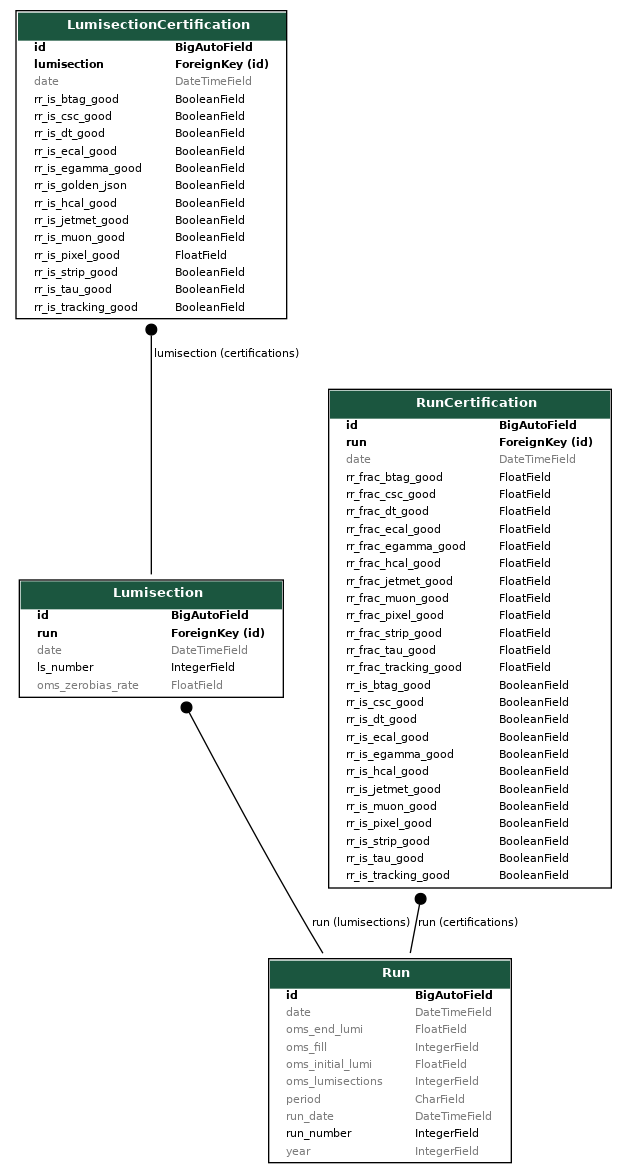 LumisectionCertification
id BigAutoField
lumisection ForeignKey (id)
date DateTimeField
rr_is_btag_good BooleanField
rr_is_csc_good BooleanField
rr_is_dt_good BooleanField
rr_is_ecal_good BooleanField
rr_is_egamma_good BooleanField
rr_is_golden_json BooleanField
rr_is_hcal_good BooleanField
rr_is_jetmet_good BooleanField
rr_is_muon_good BooleanField
rr_is_pixel_good FloatField
rr_is_strip_good BooleanField
rr_is_tau_good BooleanField
rr_is_tracking_good BooleanField
lumisection (certifications)
RunCertification
id BigAutoField
run ForeignKey (id)
date DateTimeField
rr_frac_btag_good FloatField
rr_frac_csc_good FloatField
rr_frac_dt_good FloatField
rr_frac_ecal_good FloatField
rr_frac_egamma_good FloatField
rr_frac_hcal_good FloatField
rr_frac_jetmet_good FloatField
rr_frac_muon_good FloatField
rr_frac_pixel_good FloatField
rr_frac_strip_good FloatField
rr_frac_tau_good FloatField
rr_frac_tracking_good FloatField
rr_is_btag_good BooleanField
rr_is_csc_good BooleanField
rr_is_dt_good BooleanField
rr_is_ecal_good BooleanField
rr_is_egamma_good BooleanField
rr_is_hcal_good BooleanField
rr_is_jetmet_good BooleanField
rr_is_muon_good BooleanField
rr_is_pixel_good BooleanField
rr_is_strip_good BooleanField
rr_is_tau_good BooleanField
rr_is_tracking_good BooleanField
Lumisection
id BigAutoField
run ForeignKey (id)
date DateTimeField
ls_number IntegerField
oms_zerobias_rate FloatField
run (lumisections)
run (certifications)
Run
id BigAutoField
date DateTimeField
oms_end_lumi FloatField
oms_fill IntegerField
oms_initial_lumi FloatField
oms_lumisections IntegerField
period CharField
run_date DateTimeField
run_number IntegerField
year IntegerField